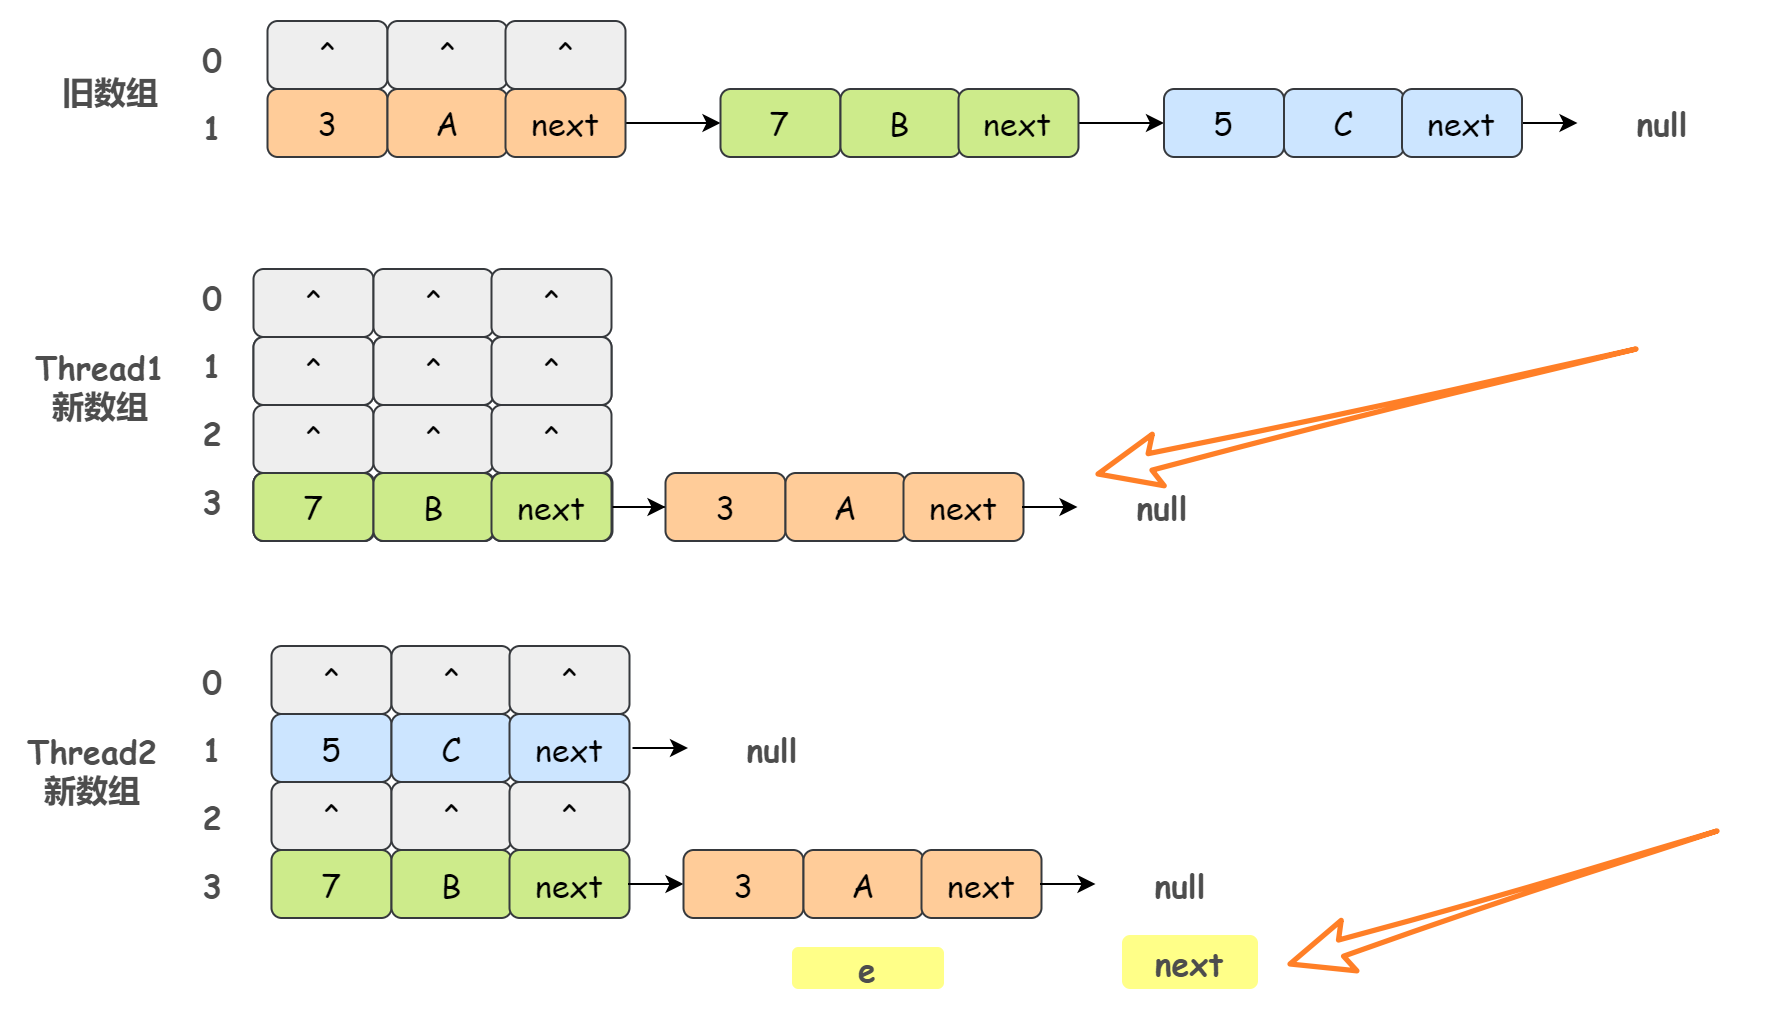 旧数组
0
^ ^ ^
1
3 A next
7 B next
5 C next
null
Thread1
新数组
0
^ ^ ^
1
^ ^ ^
2
^ ^ ^
3
7 B next
3 A next
null
Thread2
新数组
0
^ ^ ^
1
5 C next
null
2
^ ^ ^
3
7 B next
3 A next
null
e
next